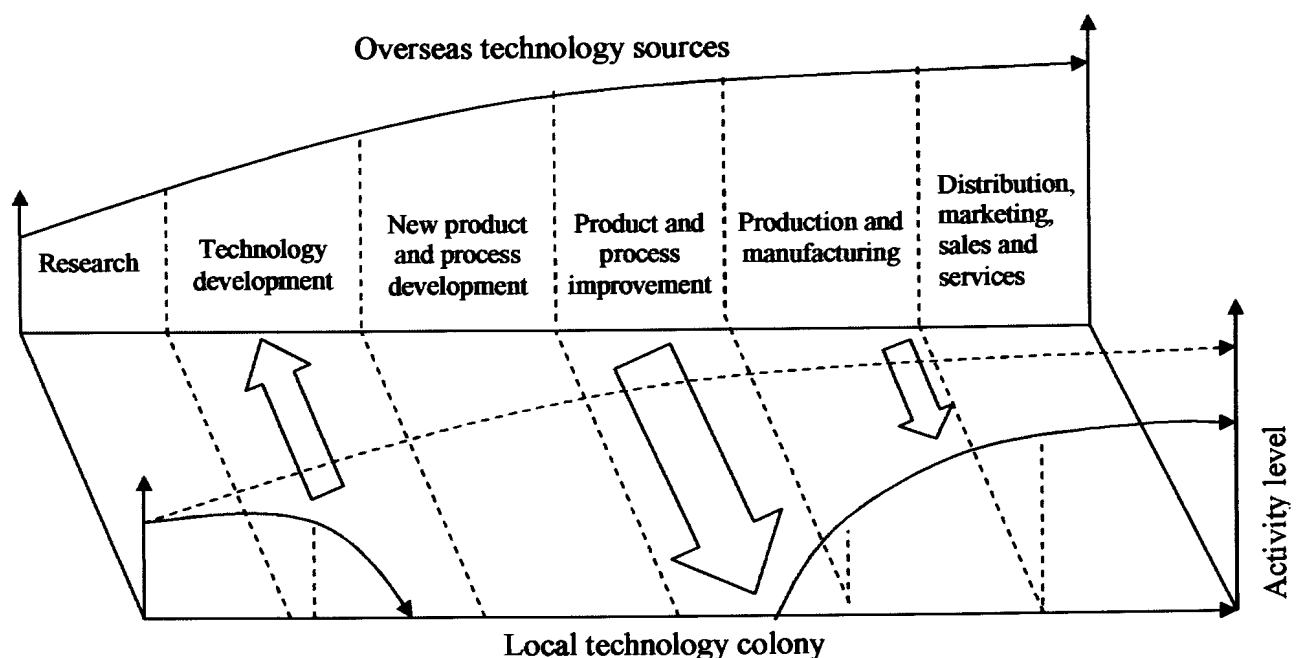 Overseas technology sources
Research
Technology
development
New product
and process
development
Product and
process
improvement
Production and
manufacturing
Distribution,
marketing,
sales and
services
Activity level
Local technology colony